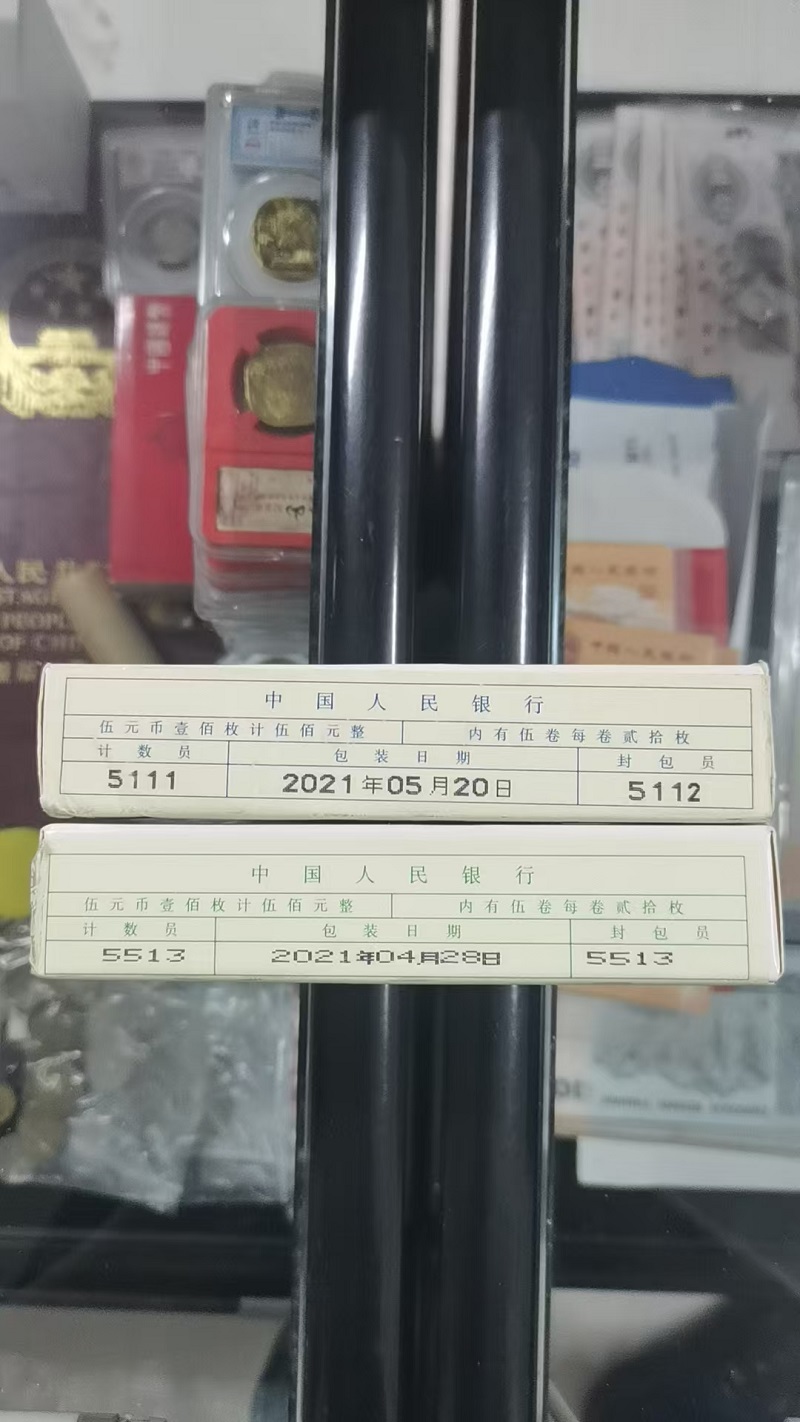 中国人民银行
伍元币壹佰枚计伍佰元整 内有伍卷每卷贰拾枚
计数员 包装日期 封包员
5111 2021年05月20日 5112
中国人民银行
伍元币壹佰枚计伍佰元整 内有伍卷每卷贰拾枚
计数员 包装日期 封包员
5513 2021年04月28日 5513